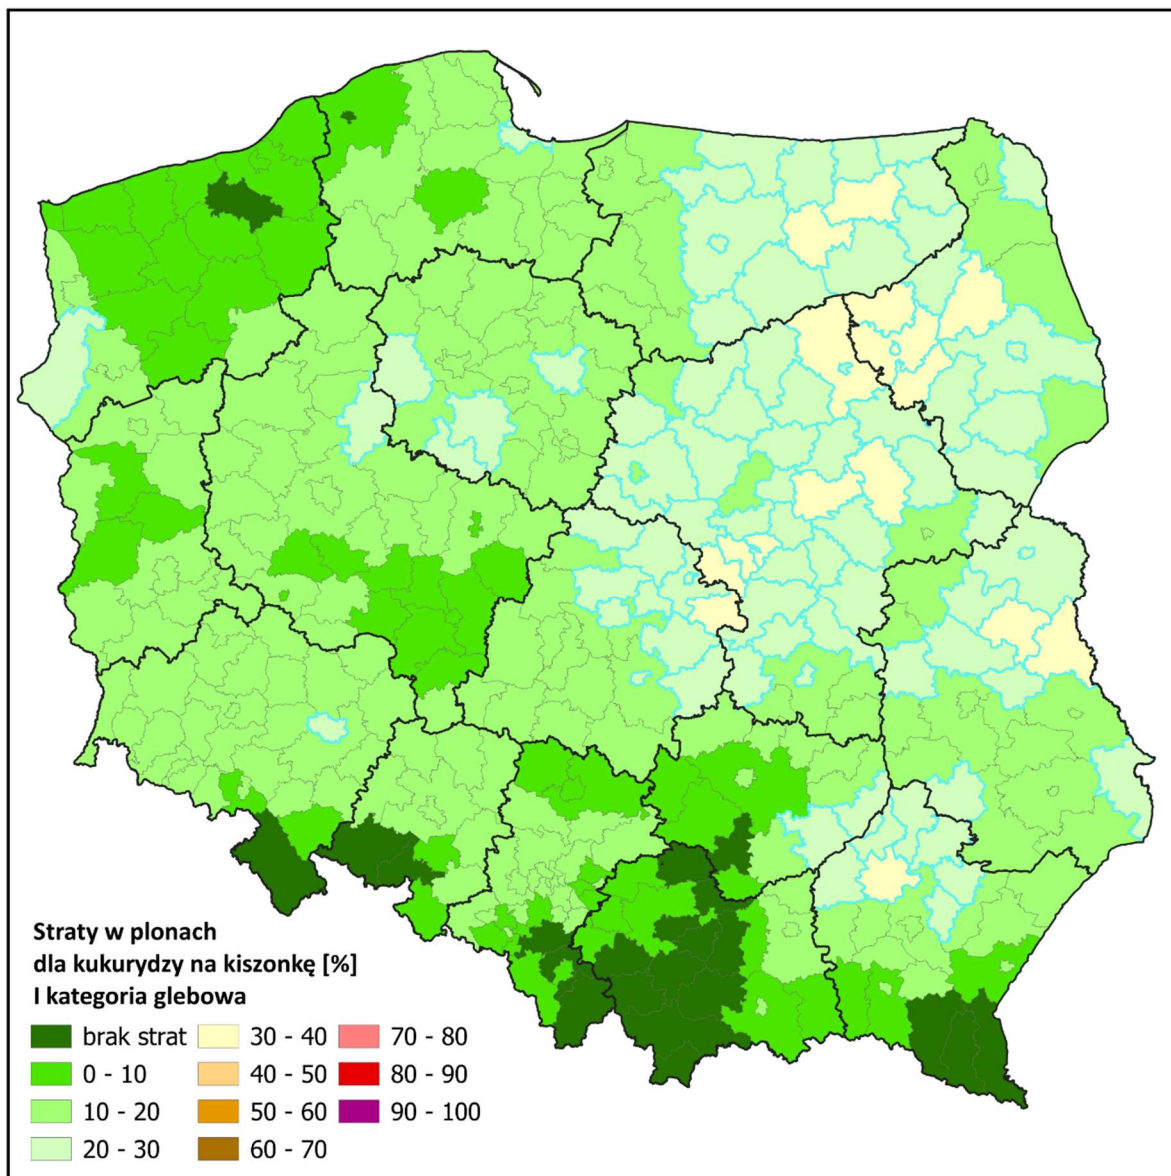 Straty w plonach
dla kukurydzy na kiszonkę [%]
I kategoria glebowa
brak strat
0 - 10
10 - 20
20 - 30
30 - 40
40 - 50
50 - 60
60 - 70
70 - 80
80 - 90
90 - 100